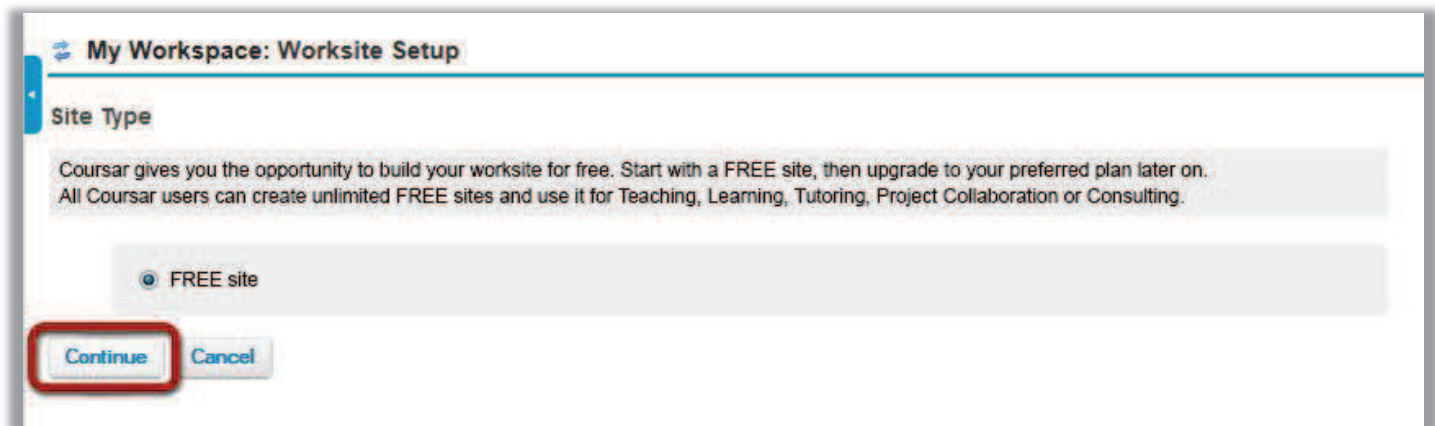 My Workspace: Worksite Setup
Site Type
Coursar gives you the opportunity to build your worksite for free. Start with a FREE site, then upgrade to your preferred plan later on.
All Coursar users can create unlimited FREE sites and use it for Teaching, Learning, Tutoring, Project Collaboration or Consulting.
FREE site
Continue Cancel